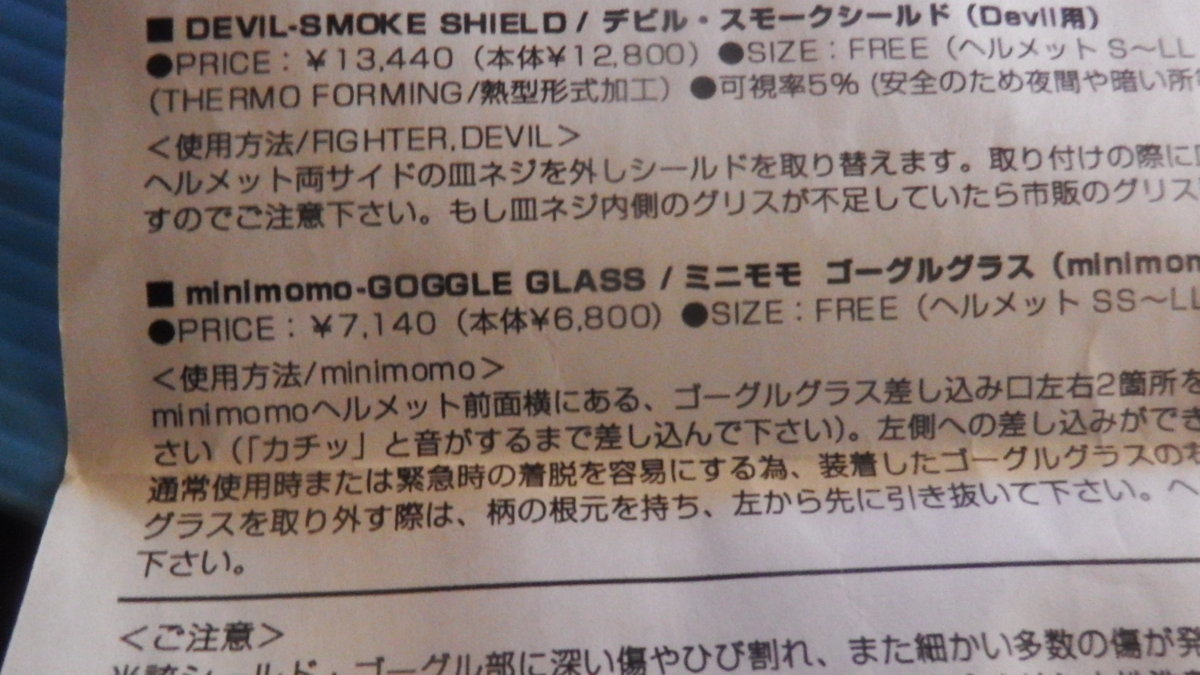 ■ DEVIL-SMOKE SHIELD / デビル・スモークシールド（Devil用）
●PRICE：￥13,440（本体¥12,800）●SIZE：FREE（ヘルメット S〜LL
(THERMO FORMING/熱型形式加工）●可視率5% (安全のため夜間や暗い所
＜使用方法/FIGHTER,DEVIL＞
ヘルメット両サイドの皿ネジを外しシールドを取り替えます。取り付けの際に
すのでご注意下さい。もし皿ネジ内側のグリスが不足していたら市販のグリス
■ minimomo-GOGGLE GLASS / ミニモモ ゴーグルグラス（minimom
●PRICE：￥7,140（本体¥6,800）●SIZE：FREE（ヘルメット SS〜LL
＜使用方法/minimomo＞
minimomoヘルメット前面横にある、ゴーグルグラス差し込み口左右2箇所を
さい（「カチッ」と音がするまで差し込んで下さい）。左側への差し込みができ
通常使用時または緊急時の着脱を容易にする為、装着したゴーグルグラスの右
グラスを取り外す際は、柄の根元を持ち、左から先に引き抜いて下さい。ヘ
下さい。
＜ご注意＞
当該シールド・ゴーグル部に深い傷やひび割れ、また細かい多数の傷が発